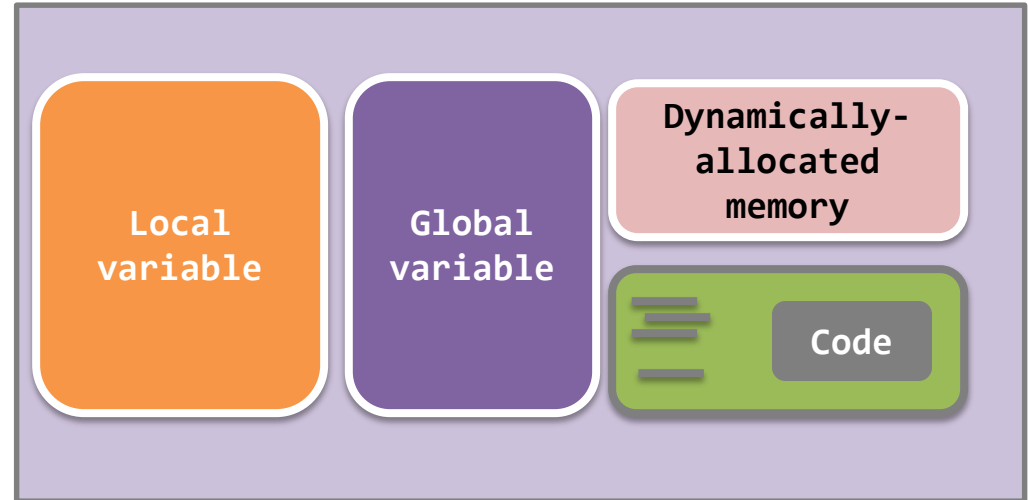 Local
variable
Global
variable
Dynamically-
allocated
memory
Code